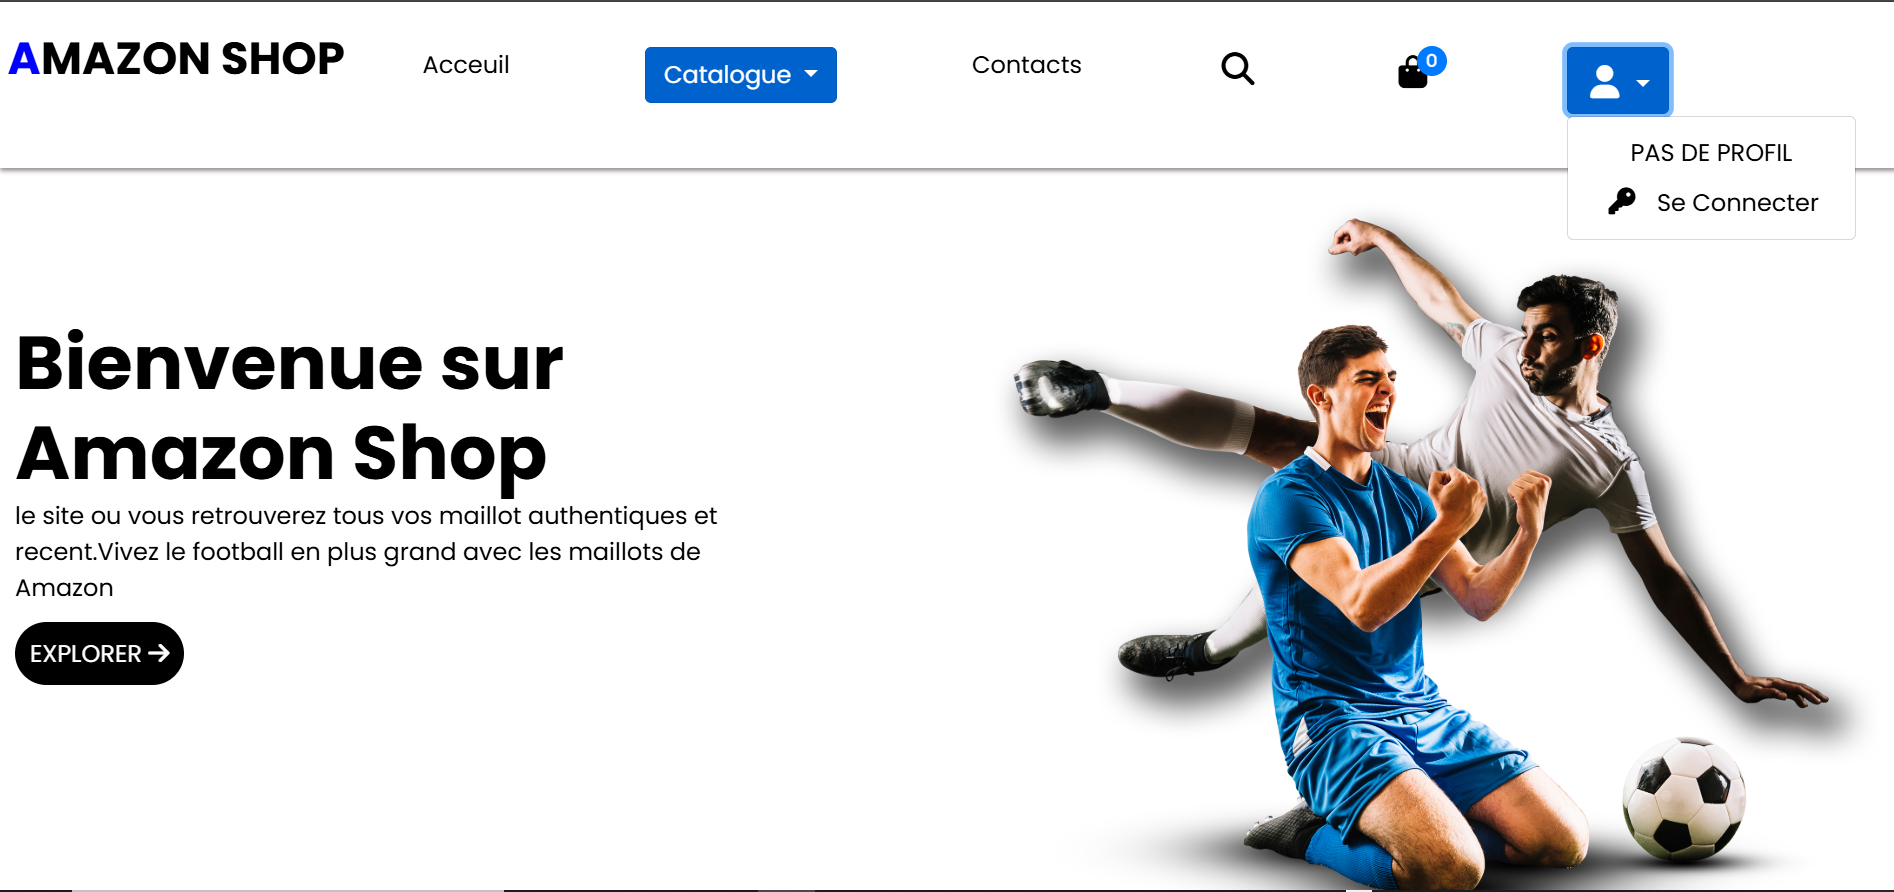 AMAZON SHOP
Acceuil
Catalogue
Contacts
0
PAS DE PROFIL
Se Connecter
Bienvenue sur
Amazon Shop
le site ou vous retrouverez tous vos maillot authentiques et
recent.Vivez le football en plus grand avec les maillots de
Amazon
EXPLORER